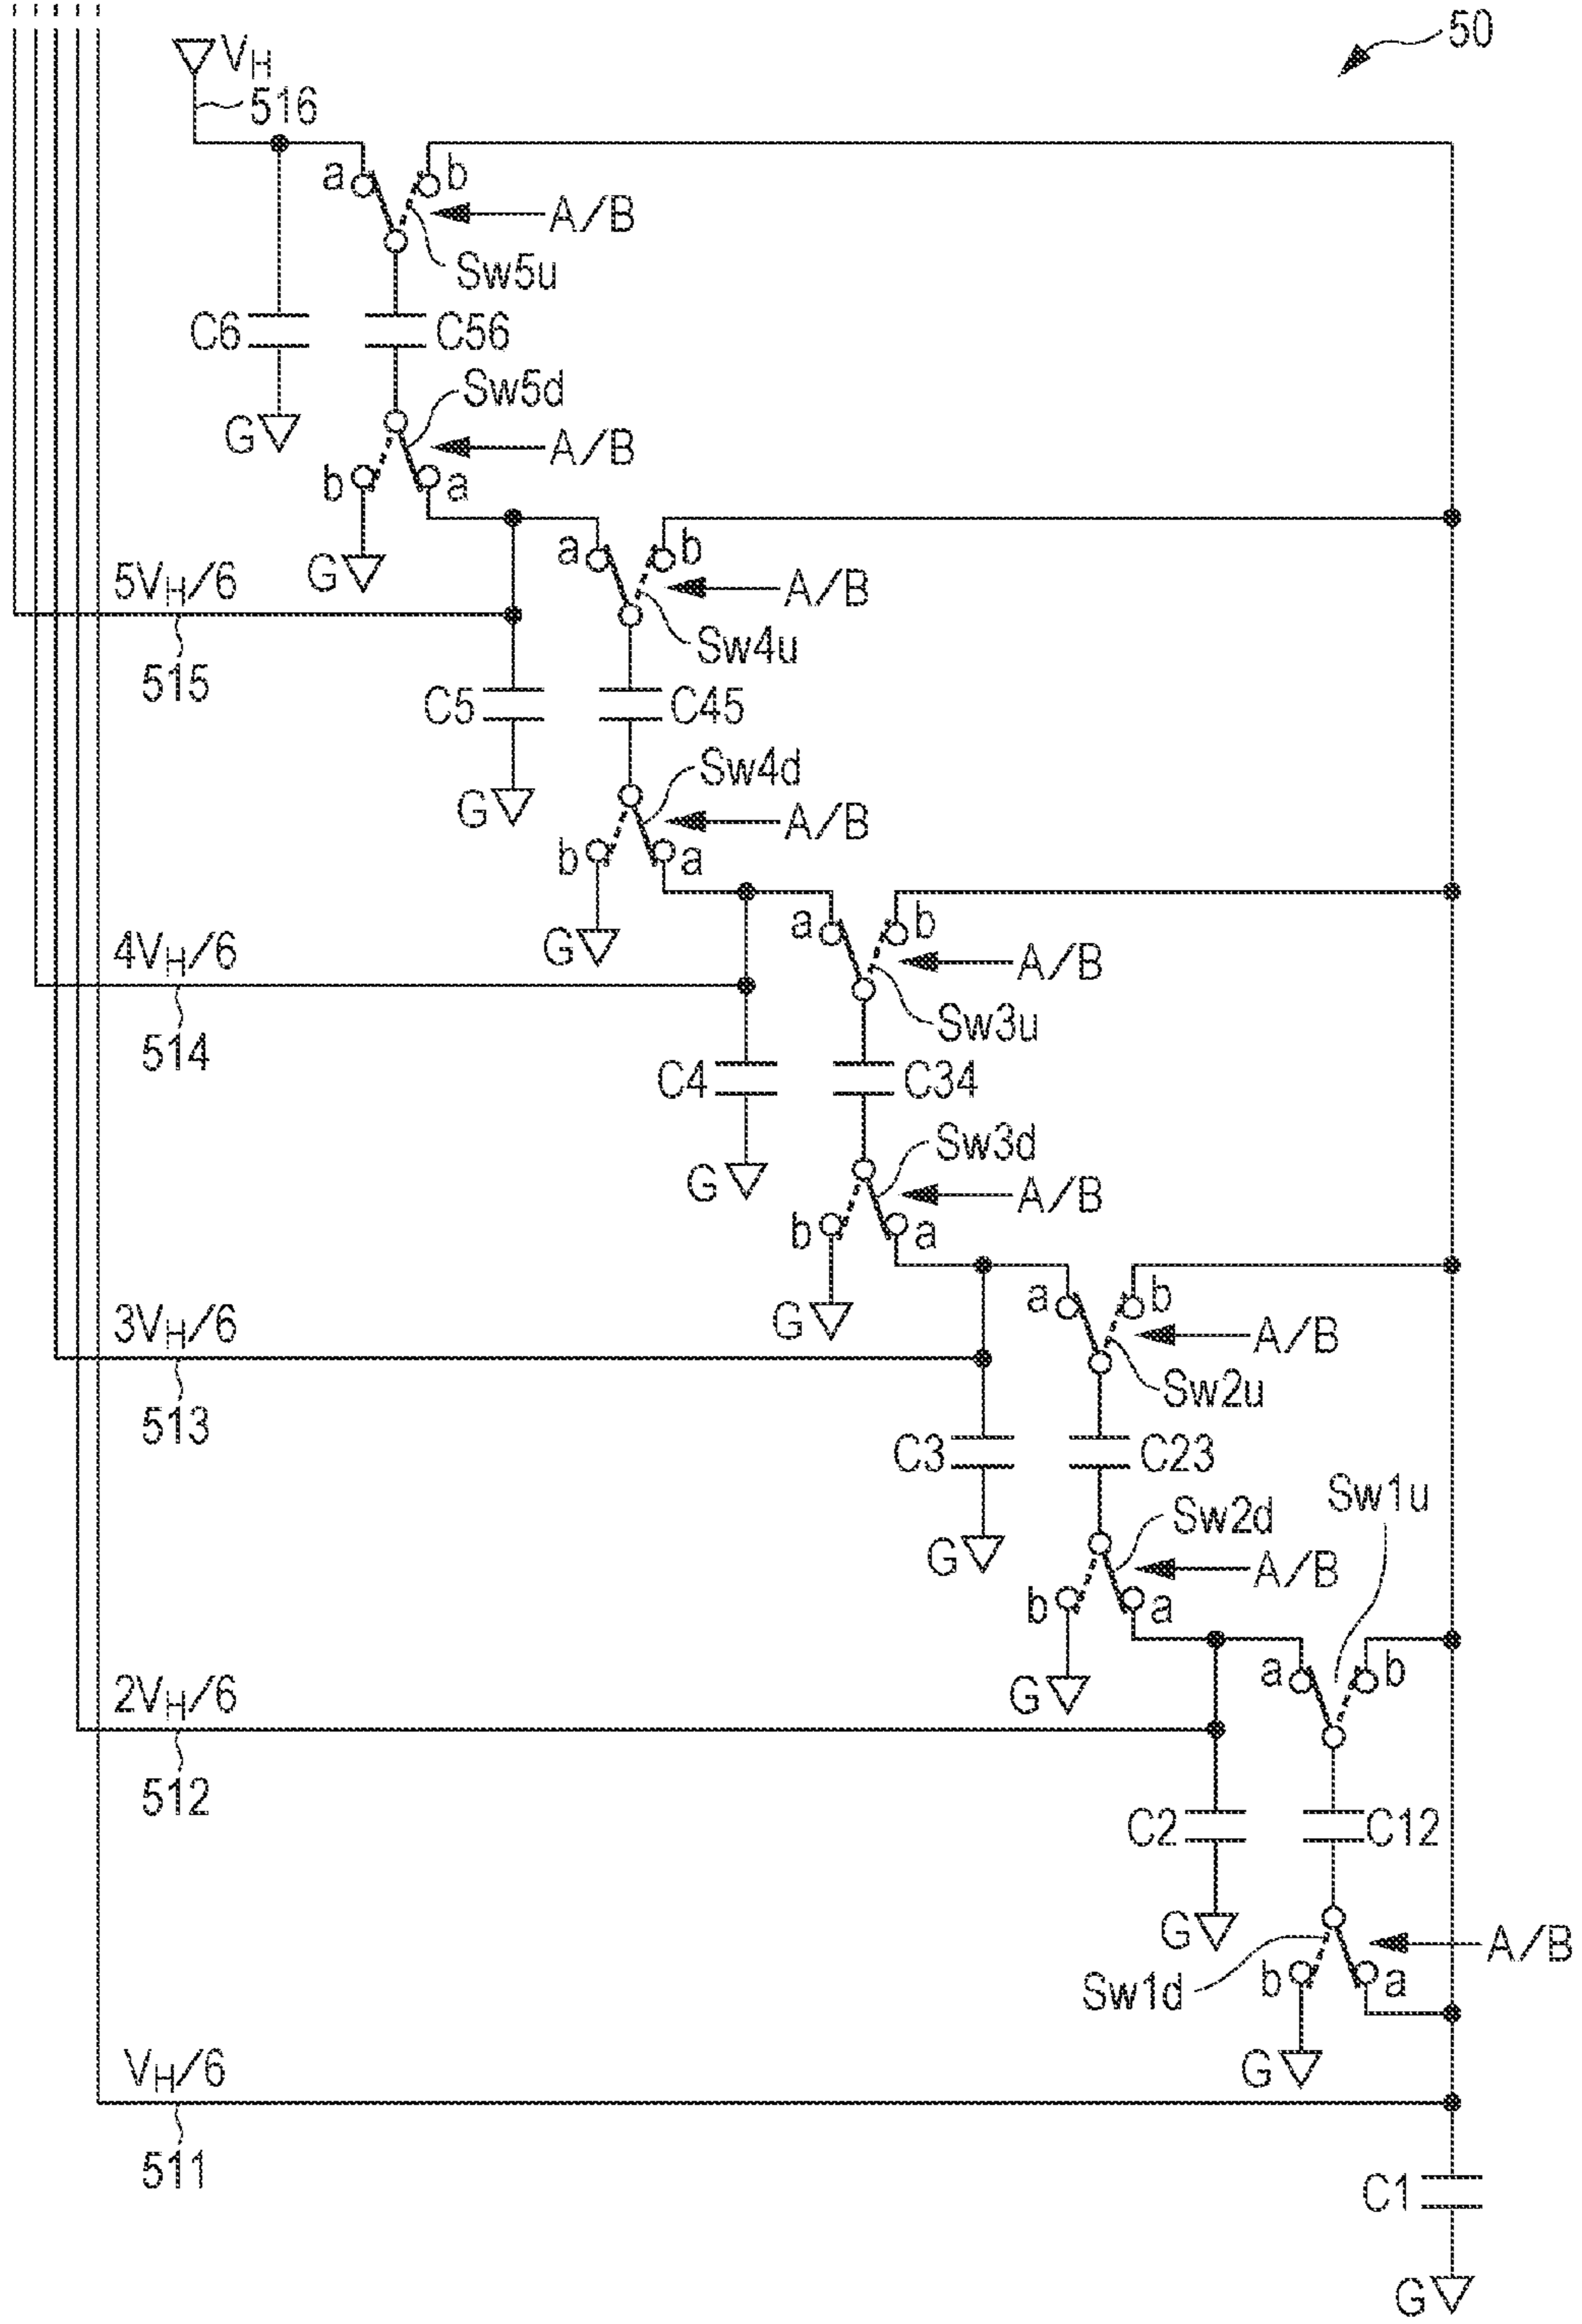 50
VH
516
a
b
A/B
Sw5u
C6
C56
Sw5d
G
A/B
b
a
G
5VH/6
515
a
b
A/B
Sw4u
C5
C45
Sw4d
G
A/B
b
a
G
4VH/6
514
a
b
A/B
Sw3u
C4
C34
Sw3d
G
A/B
b
a
G
3VH/6
513
a
b
A/B
Sw2u
C3
C23
Sw1u
Sw2d
G
A/B
b
a
G
2VH/6
512
a
b
C2
C12
G
A/B
Sw1d
b
a
G
VH/6
511
C1
G